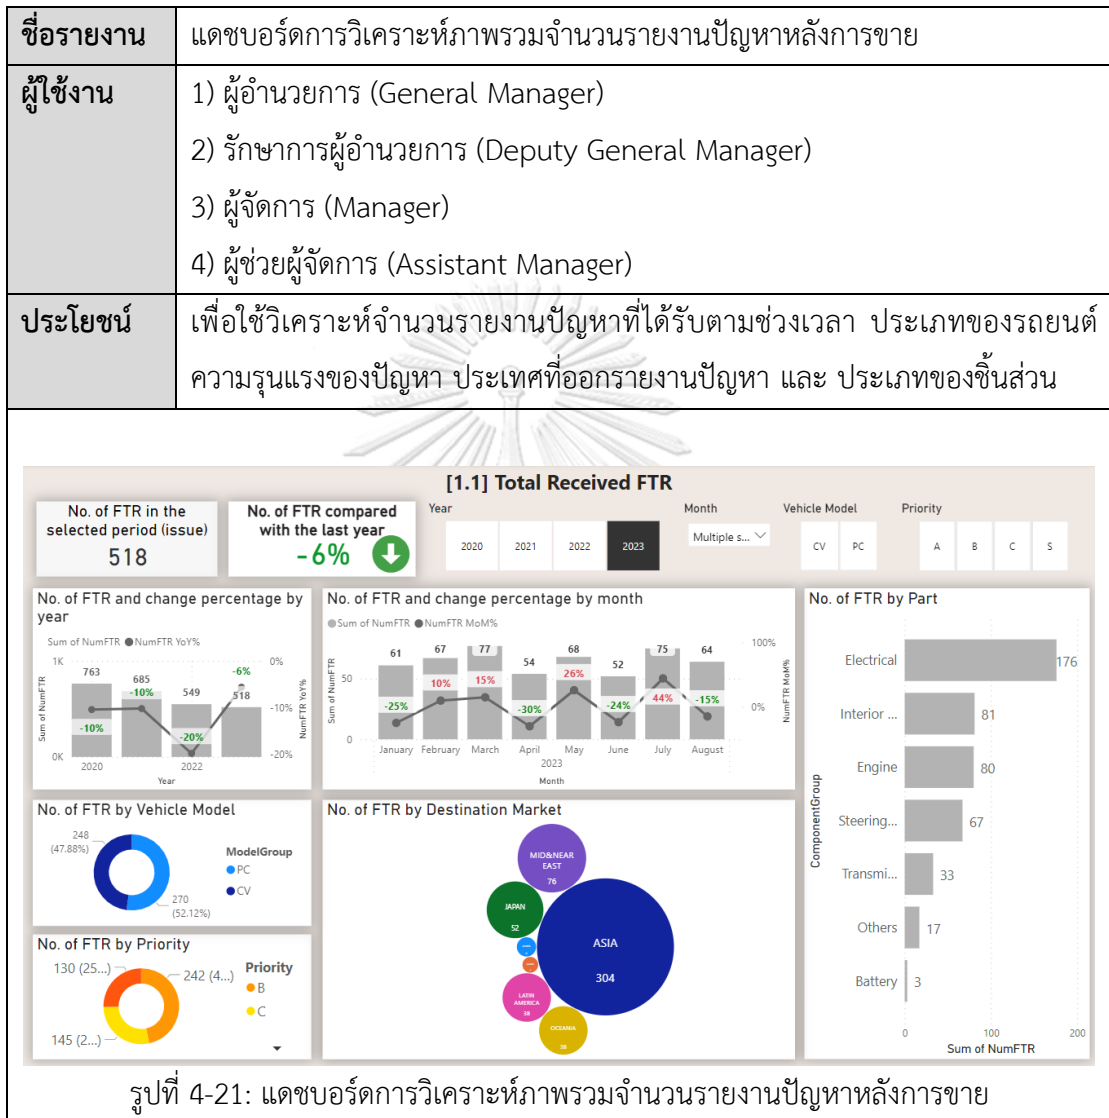 ชื่อรายงาน
แดชบอร์ดการวิเคราะห์ภาพรวมจำนวนรายงานปัญหาหลังการขาย
ผู้ใช้งาน
1) ผู้อำนวยการ (General Manager)
2) รักษาการผู้อำนวยการ (Deputy General Manager)
3) ผู้จัดการ (Manager)
4) ผู้ช่วยผู้จัดการ (Assistant Manager)
ประโยชน์
เพื่อใช้วิเคราะห์จำนวนรายงานปัญหาที่ได้รับตามช่วงเวลา ประเภทของรถยนต์
ความรุนแรงของปัญหา ประเทศที่ออกรายงานปัญหา และ ประเภทของชิ้นส่วน
[1.1] Total Received FTR
No. of FTR in the
selected period (issue)
518
No. of FTR compared
with the last year
-6%
Year
2020 2021 2022 2023
Month
Multiple s...
Vehicle Model
CV PC
Priority
A B C S
No. of FTR and change percentage by
year
Sum of NumFTR NumFTR YoY%
1K
0K
Sum of NumFTR
763 685 549 518
-10% -10% -20% -6%
0%
-10%
-20%
NumFTR YoY%
2020 2022
Year
No. of FTR and change percentage by month
Sum of NumFTR NumFTR MoM%
50
0
Sum of NumFTR
61 67 77 54 68 52 75 64
-25% 10% 15% -30% 26% -24% 44% -15%
100%
0%
NumFTR MoM%
January February March April May June July August
2023
Month
No. of FTR by Part
ComponentGroup
Electrical 176
Interior ... 81
Engine 80
Steering... 67
Transmi... 33
Others 17
Battery 3
0 100 200
Sum of NumFTR
No. of FTR by Vehicle Model
248
(47.88%)
270
(52.12%)
ModelGroup
PC
CV
No. of FTR by Priority
130 (25...)
242 (4...)
145 (2...)
Priority
B
C
No. of FTR by Destination Market
MID&NEAR
EAST
76
JAPAN
52
ASIA
304
LATIN
AMERICA
38
OCEANIA
38
รูปที่ 4-21: แดชบอร์ดการวิเคราะห์ภาพรวมจำนวนรายงานปัญหาหลังการขาย